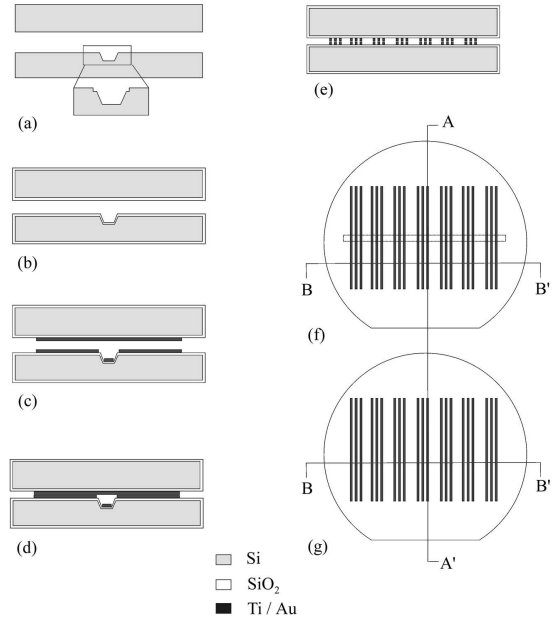 (a)
(b)
(c)
(d)
(e)
A
B
B'
(f)
B
B'
(g)
A'
Si
SiO₂
Ti / Au